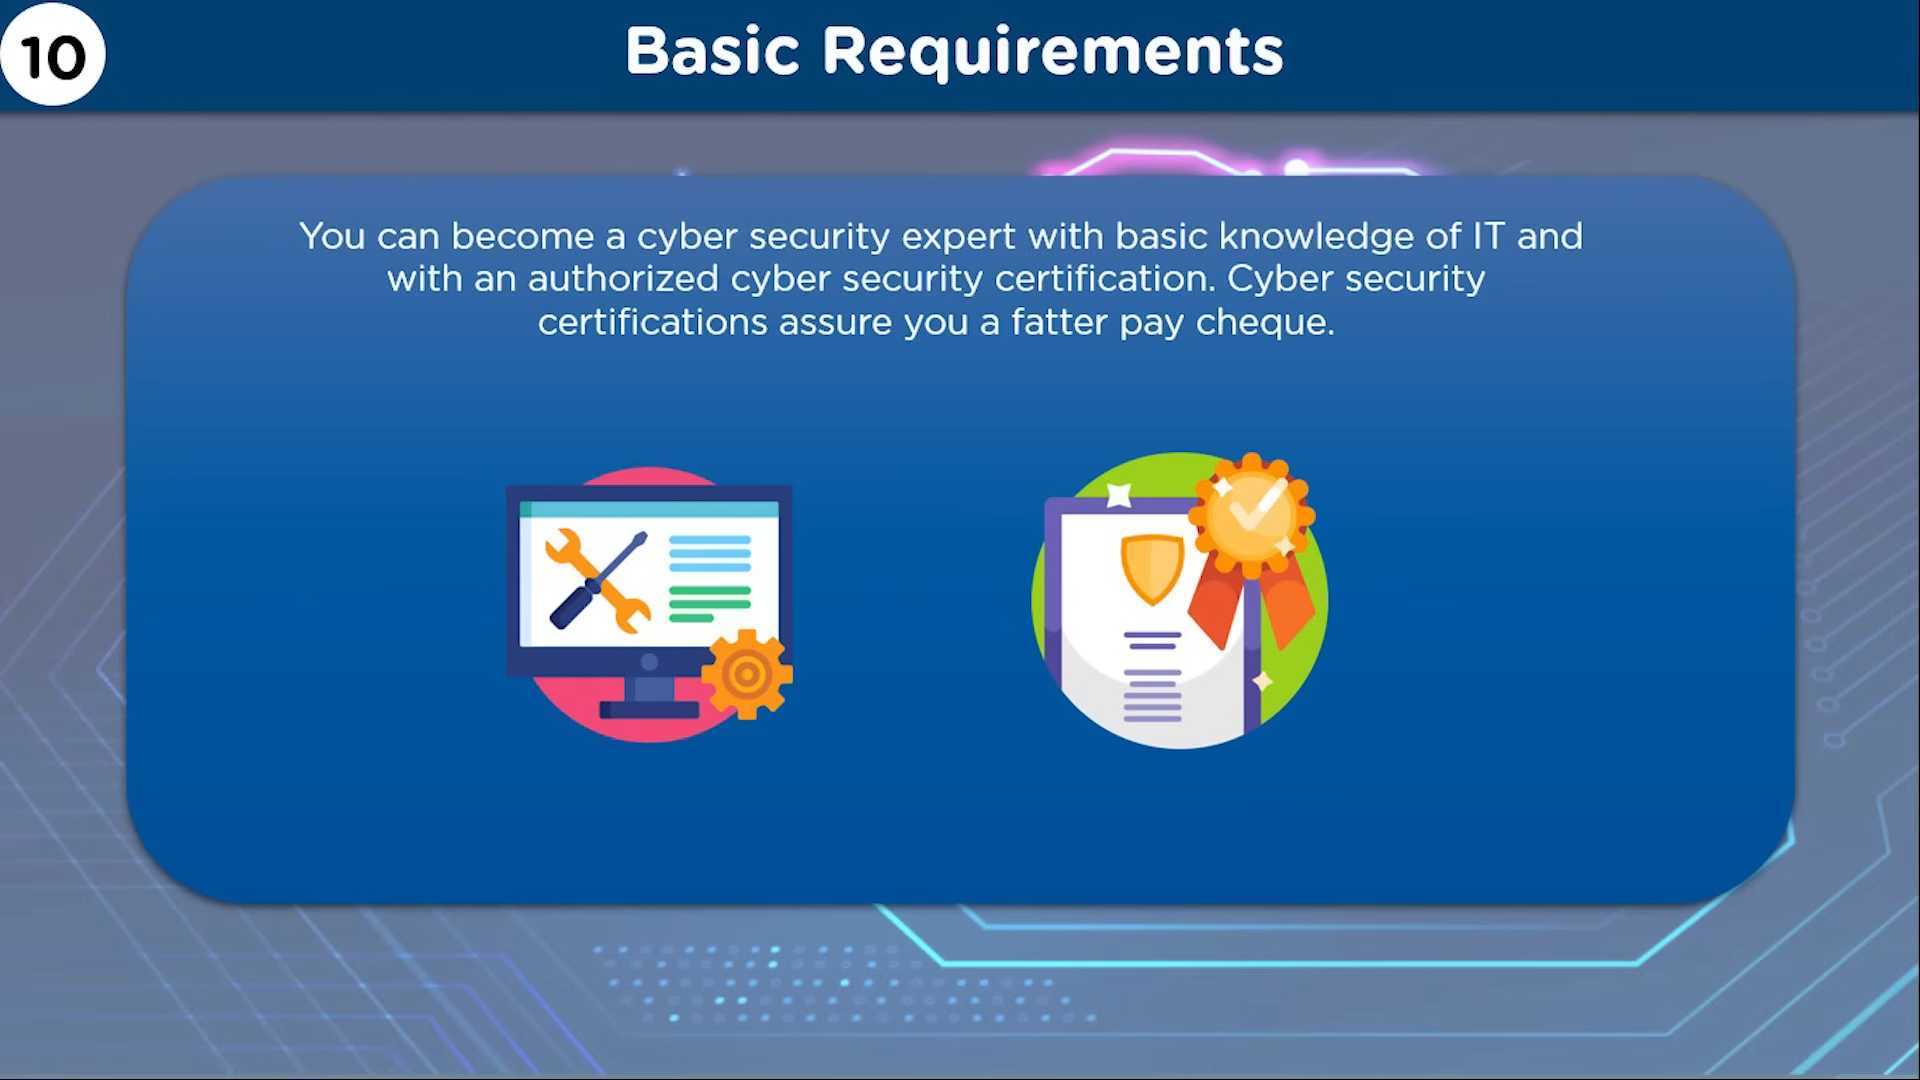 10
Basic Requirements
You can become a cyber security expert with basic knowledge of IT and
with an authorized cyber security certification. Cyber security
certifications assure you a fatter pay cheque.